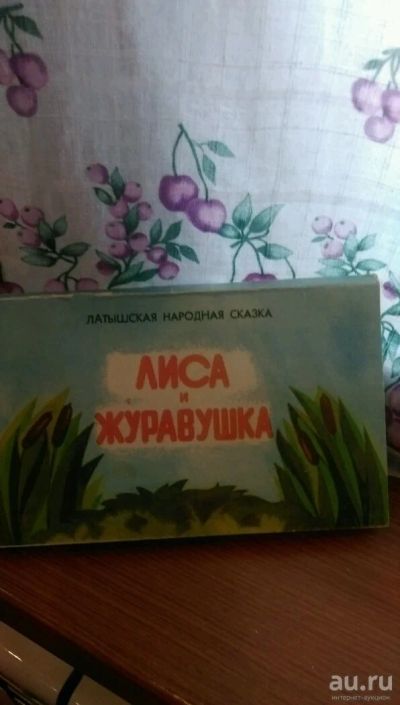 ЛАТЫШСКАЯ НАРОДНАЯ СКАЗКА
ЛИСА
И
ЖУРАВУШКА
au.ru
интернет-аукцион